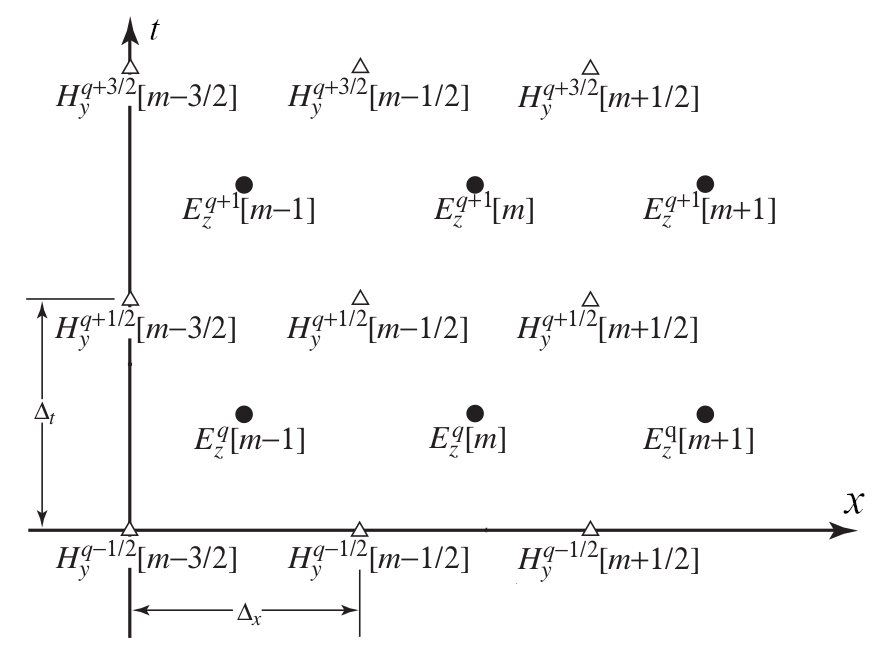 t
H_y^{q+3/2}[m−3/2] H_y^{q+3/2}[m−1/2] H_y^{q+3/2}[m+1/2]
E_z^{q+1}[m−1] E_z^{q+1}[m] E_z^{q+1}[m+1]
H_y^{q+1/2}[m−3/2] H_y^{q+1/2}[m−1/2] H_y^{q+1/2}[m+1/2]
Δ_t
E_z^q[m−1] E_z^q[m] E_z^q[m+1]
x
H_y^{q−1/2}[m−3/2] H_y^{q−1/2}[m−1/2] H_y^{q−1/2}[m+1/2]
Δ_x